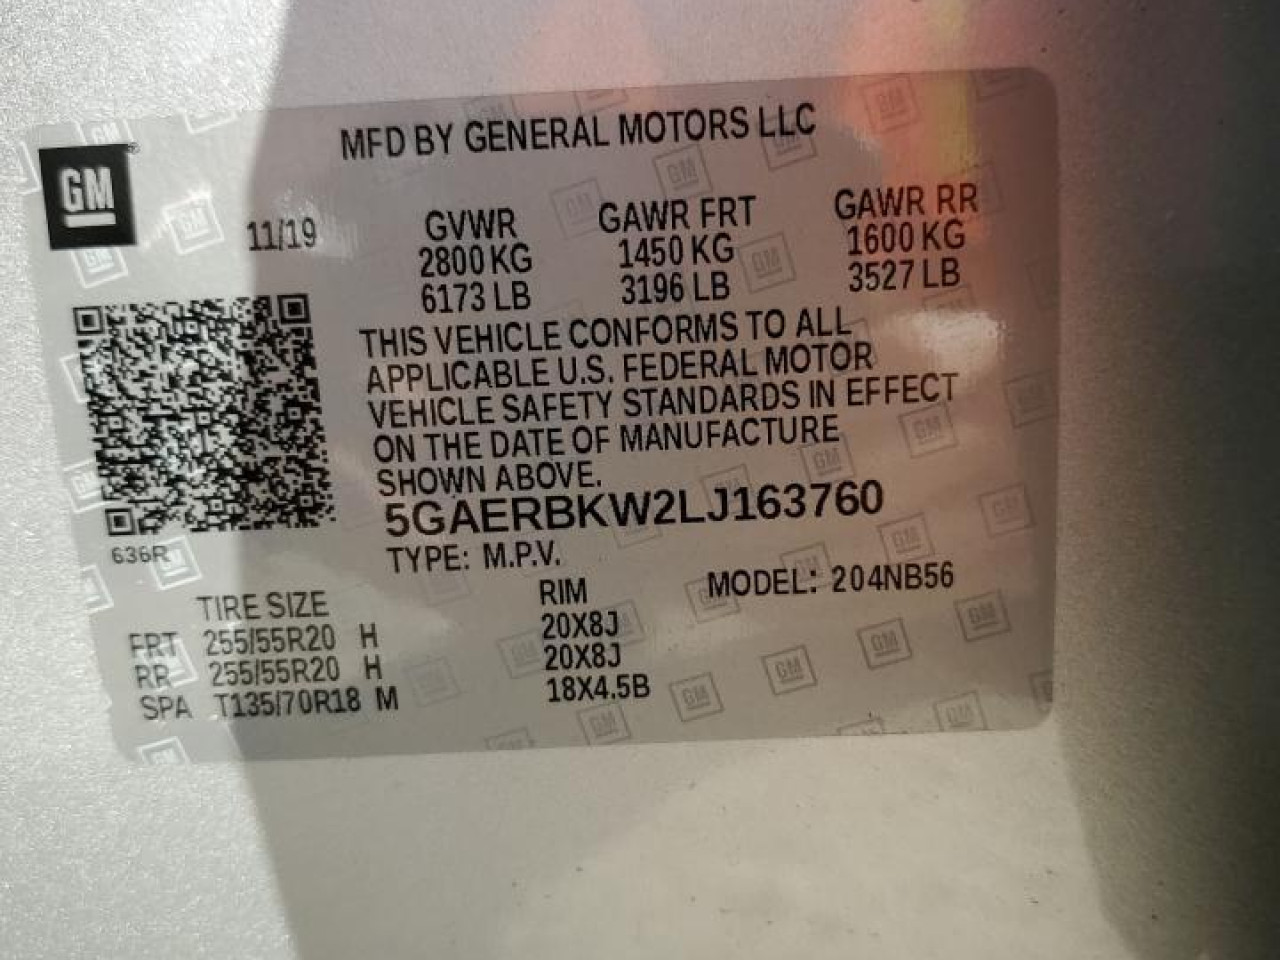 MFD BY GENERAL MOTORS LLC
GM
11/19 GVWR GAWR FRT GAWR RR
2800 KG 1450 KG 1600 KG
6173 LB 3196 LB 3527 LB
THIS VEHICLE CONFORMS TO ALL
APPLICABLE U.S. FEDERAL MOTOR
VEHICLE SAFETY STANDARDS IN EFFECT
ON THE DATE OF MANUFACTURE
SHOWN ABOVE.
5GAERBKW2LJ163760
636R
TYPE: M.P.V. MODEL: 204NB56
TIRE SIZE RIM
FRT 255/55R20 H 20X8J
RR 255/55R20 H 20X8J
SPA T135/70R18 M 18X4.5B